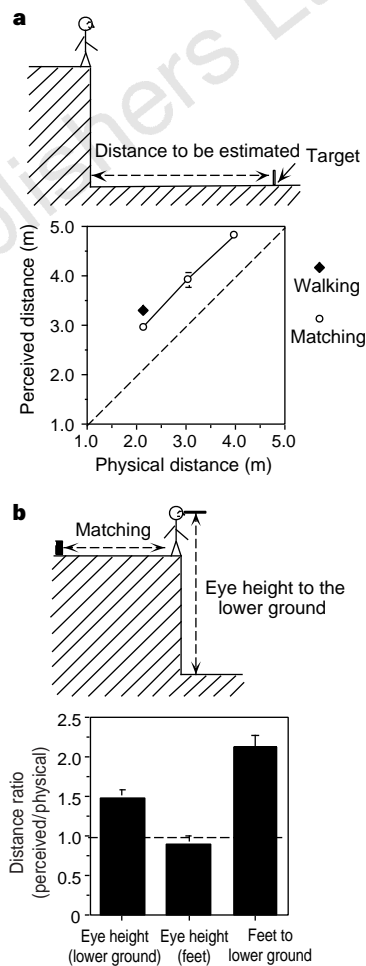 a
Distance to be estimated
Target
Perceived distance (m)
5.0
4.0
3.0
2.0
1.0
1.0 2.0 3.0 4.0 5.0
Physical distance (m)
Walking
Matching
b
Matching
Eye height to the
lower ground
Distance ratio
(perceived/physical)
2.5
2.0
1.5
1.0
0.5
0
Eye height
(lower ground)
Eye height
(feet)
Feet to
lower ground